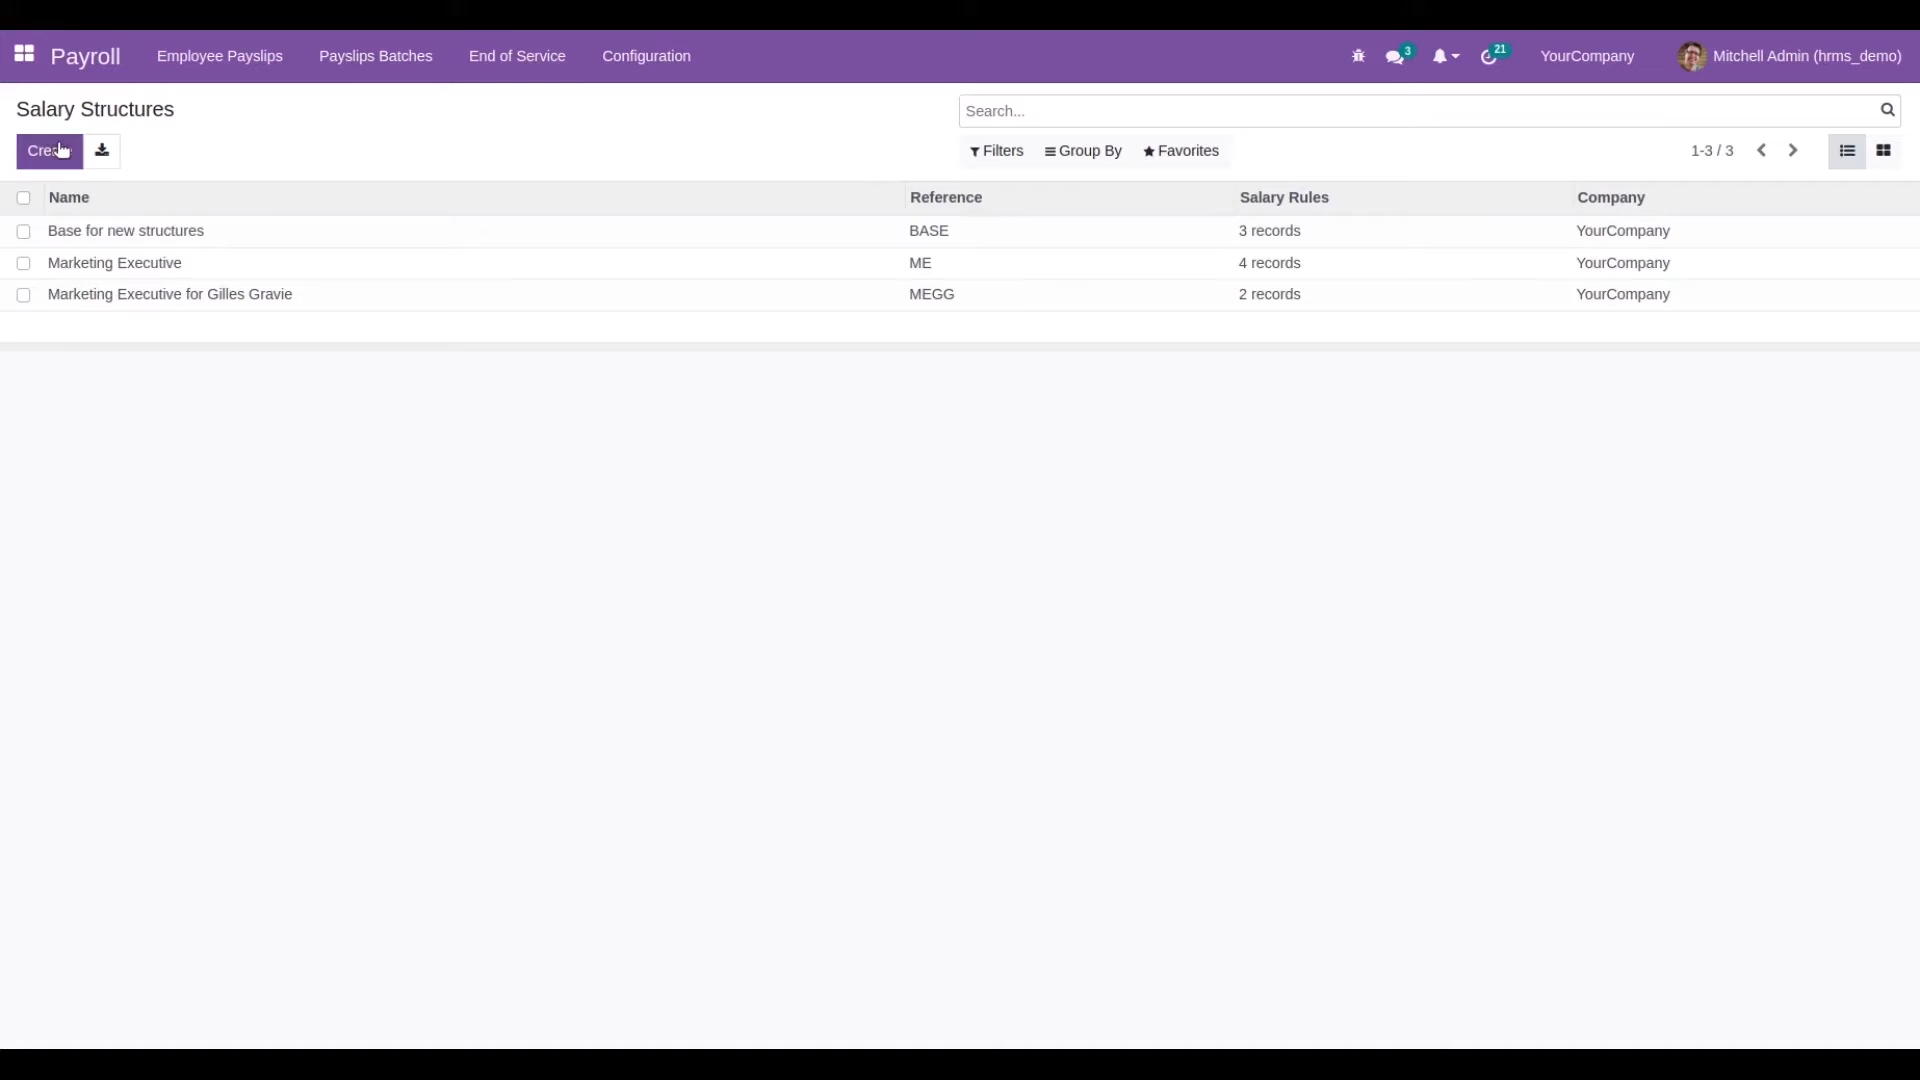 Payroll Employee Payslips Payslips Batches End of Service Configuration 3 21 YourCompany Mitchell Admin (hrms_demo)
Salary Structures
Search...
Filters Group By Favorites 1-3 / 3
Name Reference Salary Rules Company
Base for new structures BASE 3 records YourCompany
Marketing Executive ME 4 records YourCompany
Marketing Executive for Gilles Gravie MEGG 2 records YourCompany